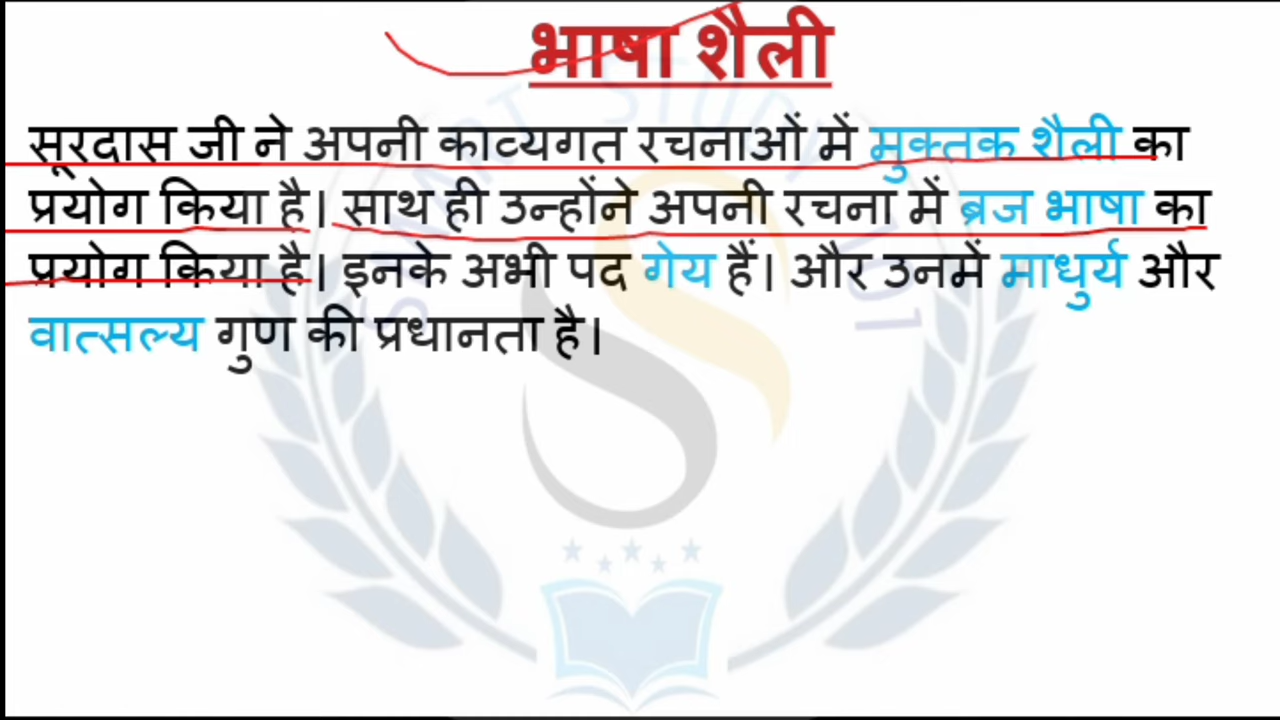 भाषा शैली
सूरदास जी ने अपनी काव्यगत रचनाओं में मुक्तक शैली का
प्रयोग किया है। साथ ही उन्होंने अपनी रचना में ब्रज भाषा का
प्रयोग किया है। इनके अभी पद गेय हैं। और उनमें माधुर्य और
वात्सल्य गुण की प्रधानता है।